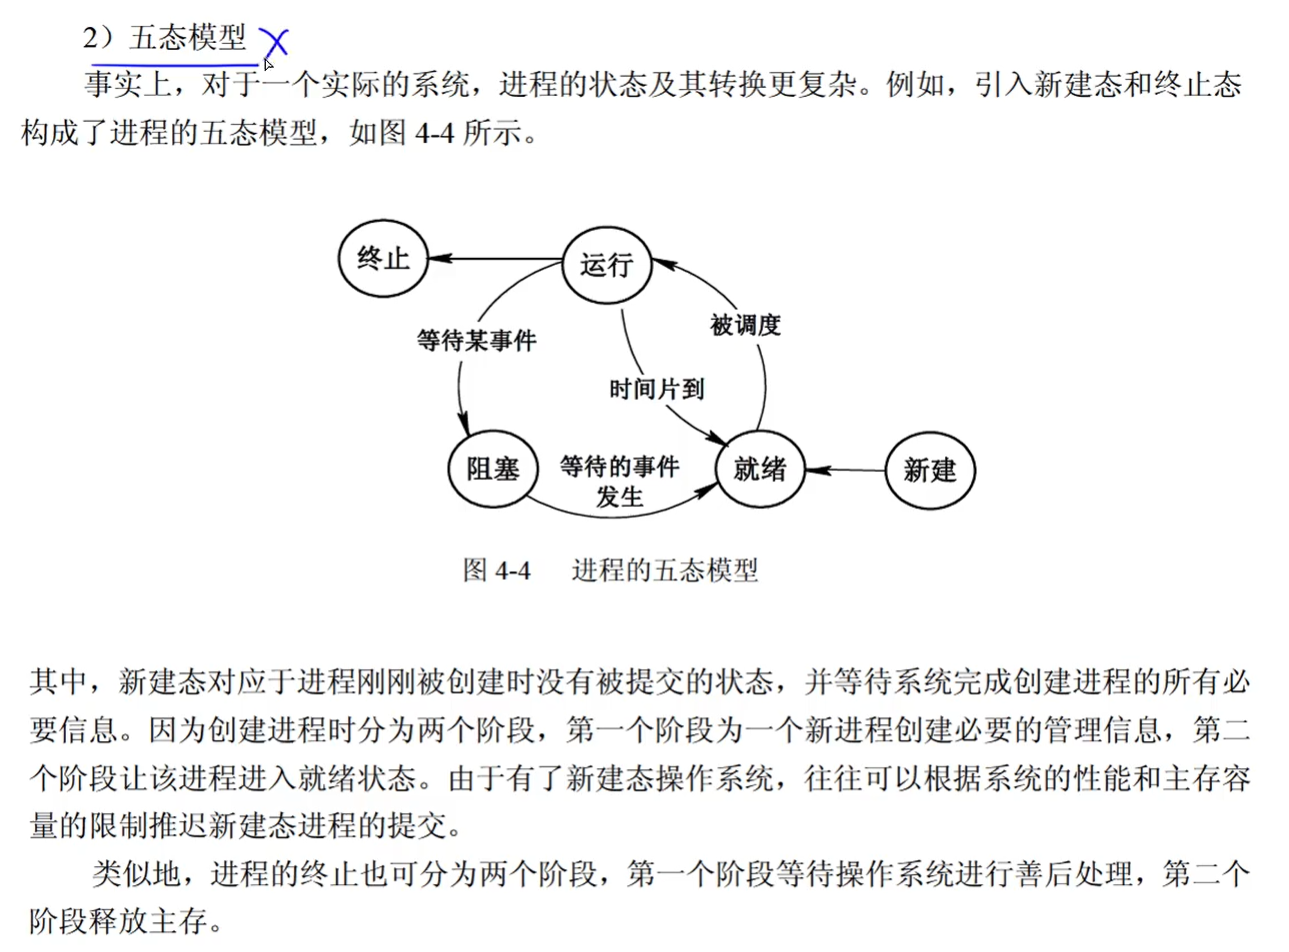 2）五态模型
事实上，对于一个实际的系统，进程的状态及其转换更复杂。例如，引入新建态和终止态
构成了进程的五态模型，如图 4-4 所示。
终止
运行
被调度
等待某事件
时间片到
阻塞
等待的事件
发生
就绪
新建
图 4-4 进程的五态模型
其中，新建态对应于进程刚刚被创建时没有被提交的状态，并等待系统完成创建进程的所有必
要信息。因为创建进程时分为两个阶段，第一个阶段为一个新进程创建必要的管理信息，第二
个阶段让该进程进入就绪状态。由于有了新建态操作系统，往往可以根据系统的性能和主存容
量的限制推迟新建态进程的提交。
类似地，进程的终止也可分为两个阶段，第一个阶段等待操作系统进行善后处理，第二个
阶段释放主存。